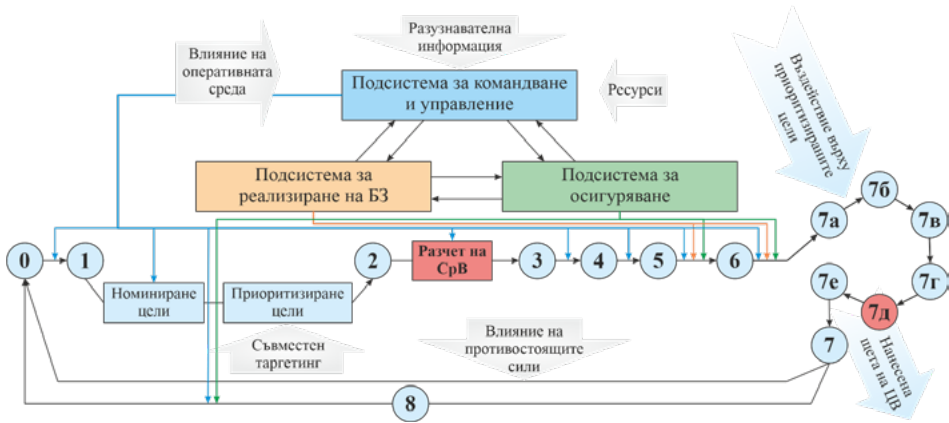 Разузнавателна
информация
Влияние на
оперативната
среда
Подсистема за командване
и управление
Ресурси
Въздействие върху
приоритизираните
цели
Подсистема за
реализиране на БЗ
Подсистема за
осигуряване
0
1
Номиниране
цели
Приоритизиране
цели
2
Разчет на
СрВ
3
4
5
6
7а
7б
7в
7г
7д
7е
7
Съвместен
таргетинг
Влияние на
противостоящите
сили
Нанесена
щета на ЦВ
8